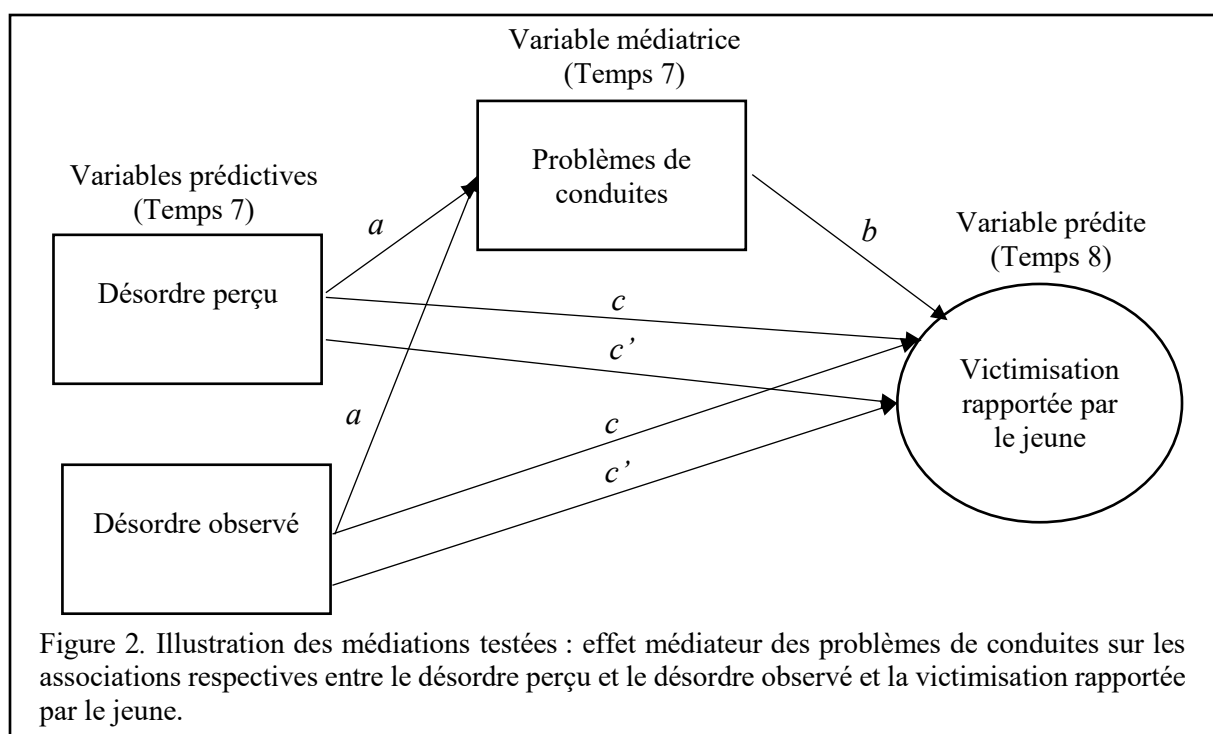 Variable médiatrice
(Temps 7)
Problèmes de
conduites
Variables prédictives
(Temps 7)
a
b
Variable prédite
(Temps 8)
Désordre perçu
c
c’
Victimisation
rapportée par
le jeune
a
c
c’
Désordre observé
Figure 2. Illustration des médiations testées : effet médiateur des problèmes de conduites sur les
associations respectives entre le désordre perçu et le désordre observé et la victimisation rapportée
par le jeune.